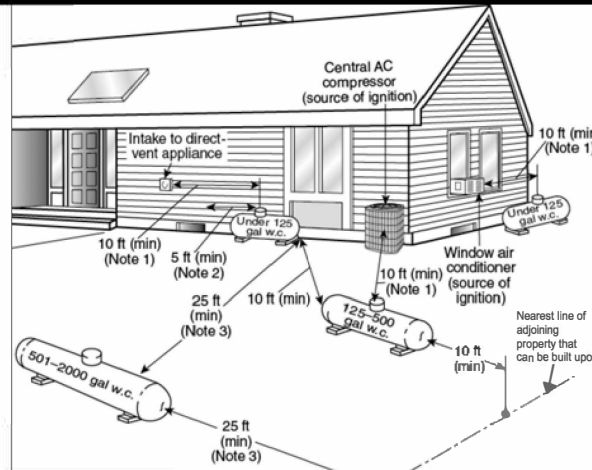 Central AC
compressor
(source of ignition)
Intake to direct-
vent appliance
10 ft (min)
(Note 1)
Under 125
gal w.c.
Under 125
gal w.c.
10 ft (min)
(Note 1)
5 ft (min)
(Note 2)
10 ft (min)
(Note 1)
Window air
conditioner
(source of
ignition)
25 ft
(min)
(Note 3)
10 ft (min)
125–500
gal w.c.
Nearest line of
adjoining
property that
can be built upo
10 ft
(min)
501–2000 gal w.c.
25 ft
(min)
(Note 3)